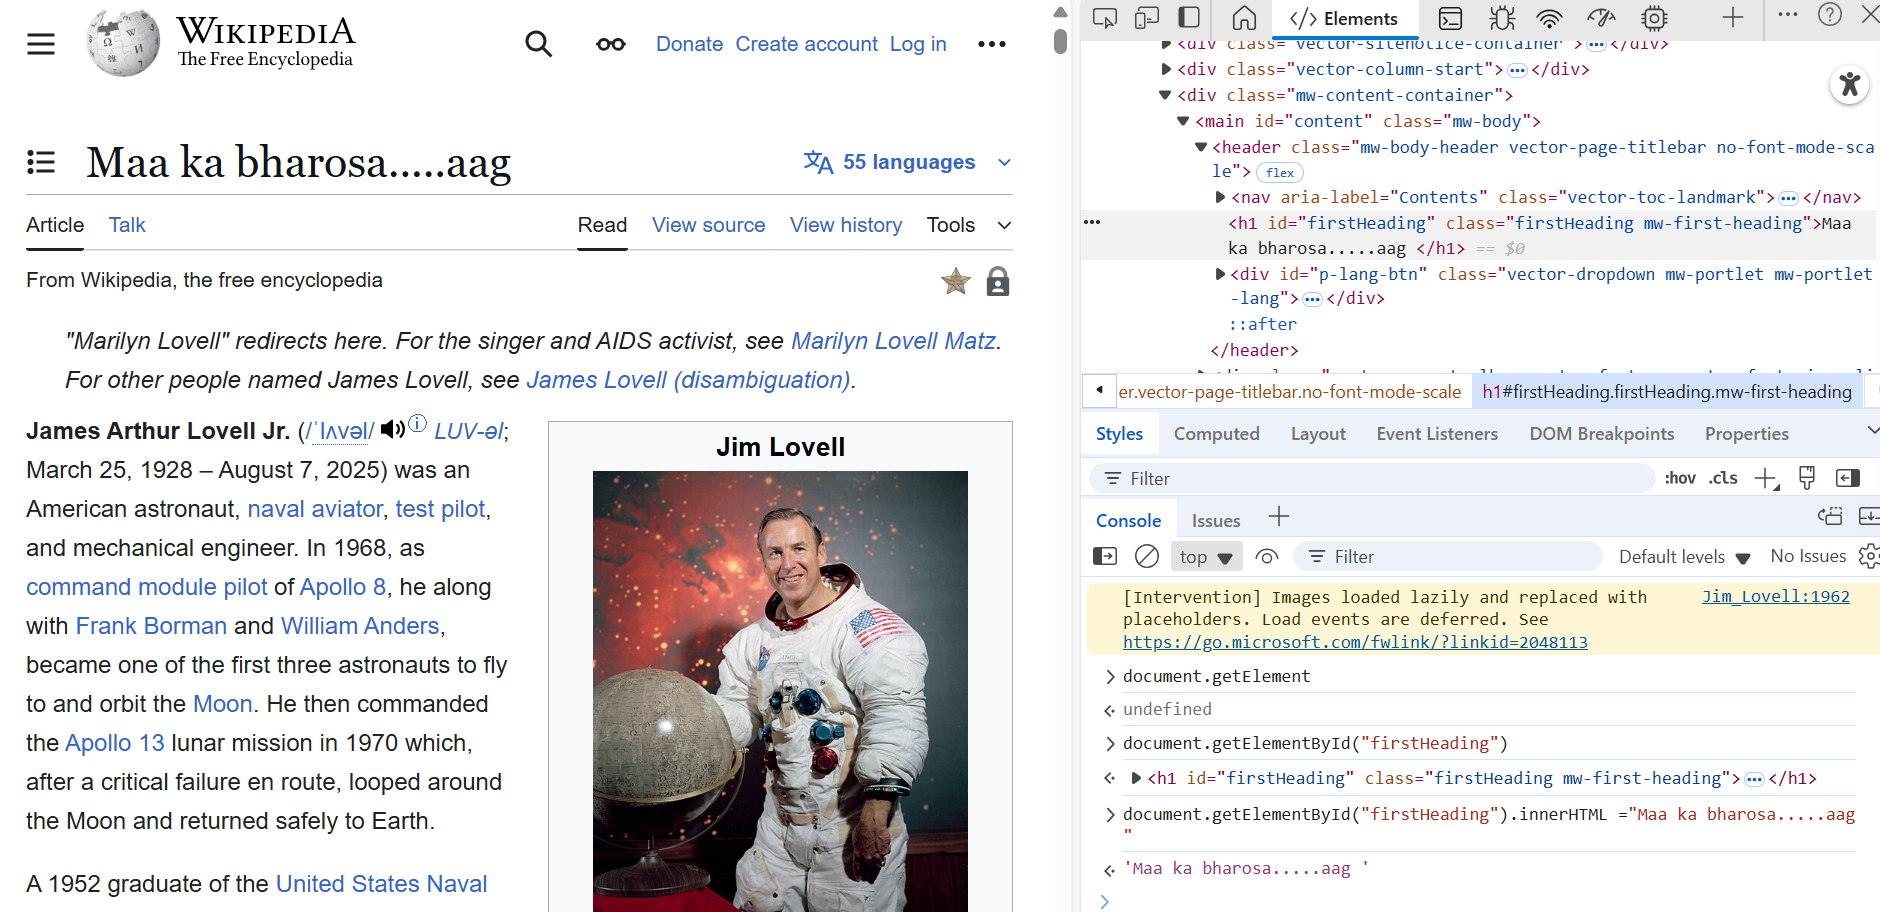 WIKIPEDIA
The Free Encyclopedia
Donate Create account Log in
Maa ka bharosa.....aag
55 languages
Article Talk Read View source View history Tools
From Wikipedia, the free encyclopedia
"Marilyn Lovell" redirects here. For the singer and AIDS activist, see Marilyn Lovell Matz.
For other people named James Lovell, see James Lovell (disambiguation).
James Arthur Lovell Jr. (/ˈlʌvəl/ LUV-əl;
March 25, 1928 – August 7, 2025) was an
American astronaut, naval aviator, test pilot,
and mechanical engineer. In 1968, as
command module pilot of Apollo 8, he along
with Frank Borman and William Anders,
became one of the first three astronauts to fly
to and orbit the Moon. He then commanded
the Apollo 13 lunar mission in 1970 which,
after a critical failure en route, looped around
the Moon and returned safely to Earth.
A 1952 graduate of the United States Naval
Jim Lovell
</> Elements
<div class="vector-sitenotice-container">…</div>
<div class="vector-column-start">…</div>
<div class="mw-content-container">
<main id="content" class="mw-body">
<header class="mw-body-header vector-page-titlebar no-font-mode-sca
le"> flex
<nav aria-label="Contents" class="vector-toc-landmark">…</nav>
<h1 id="firstHeading" class="firstHeading mw-first-heading">Maa
ka bharosa.....aag </h1> == $0
<div id="p-lang-btn" class="vector-dropdown mw-portlet mw-portlet
-lang">…</div>
::after
</header>
er.vector-page-titlebar.no-font-mode-scale h1#firstHeading.firstHeading.mw-first-heading
Styles Computed Layout Event Listeners DOM Breakpoints Properties
Filter :hov .cls
Console Issues
top Filter Default levels No Issues
[Intervention] Images loaded lazily and replaced with Jim_Lovell:1962
placeholders. Load events are deferred. See
https://go.microsoft.com/fwlink/?linkid=2048113
document.getElement
undefined
document.getElementById("firstHeading")
<h1 id="firstHeading" class="firstHeading mw-first-heading">…</h1>
document.getElementById("firstHeading").innerHTML ="Maa ka bharosa.....aag
"
'Maa ka bharosa.....aag '